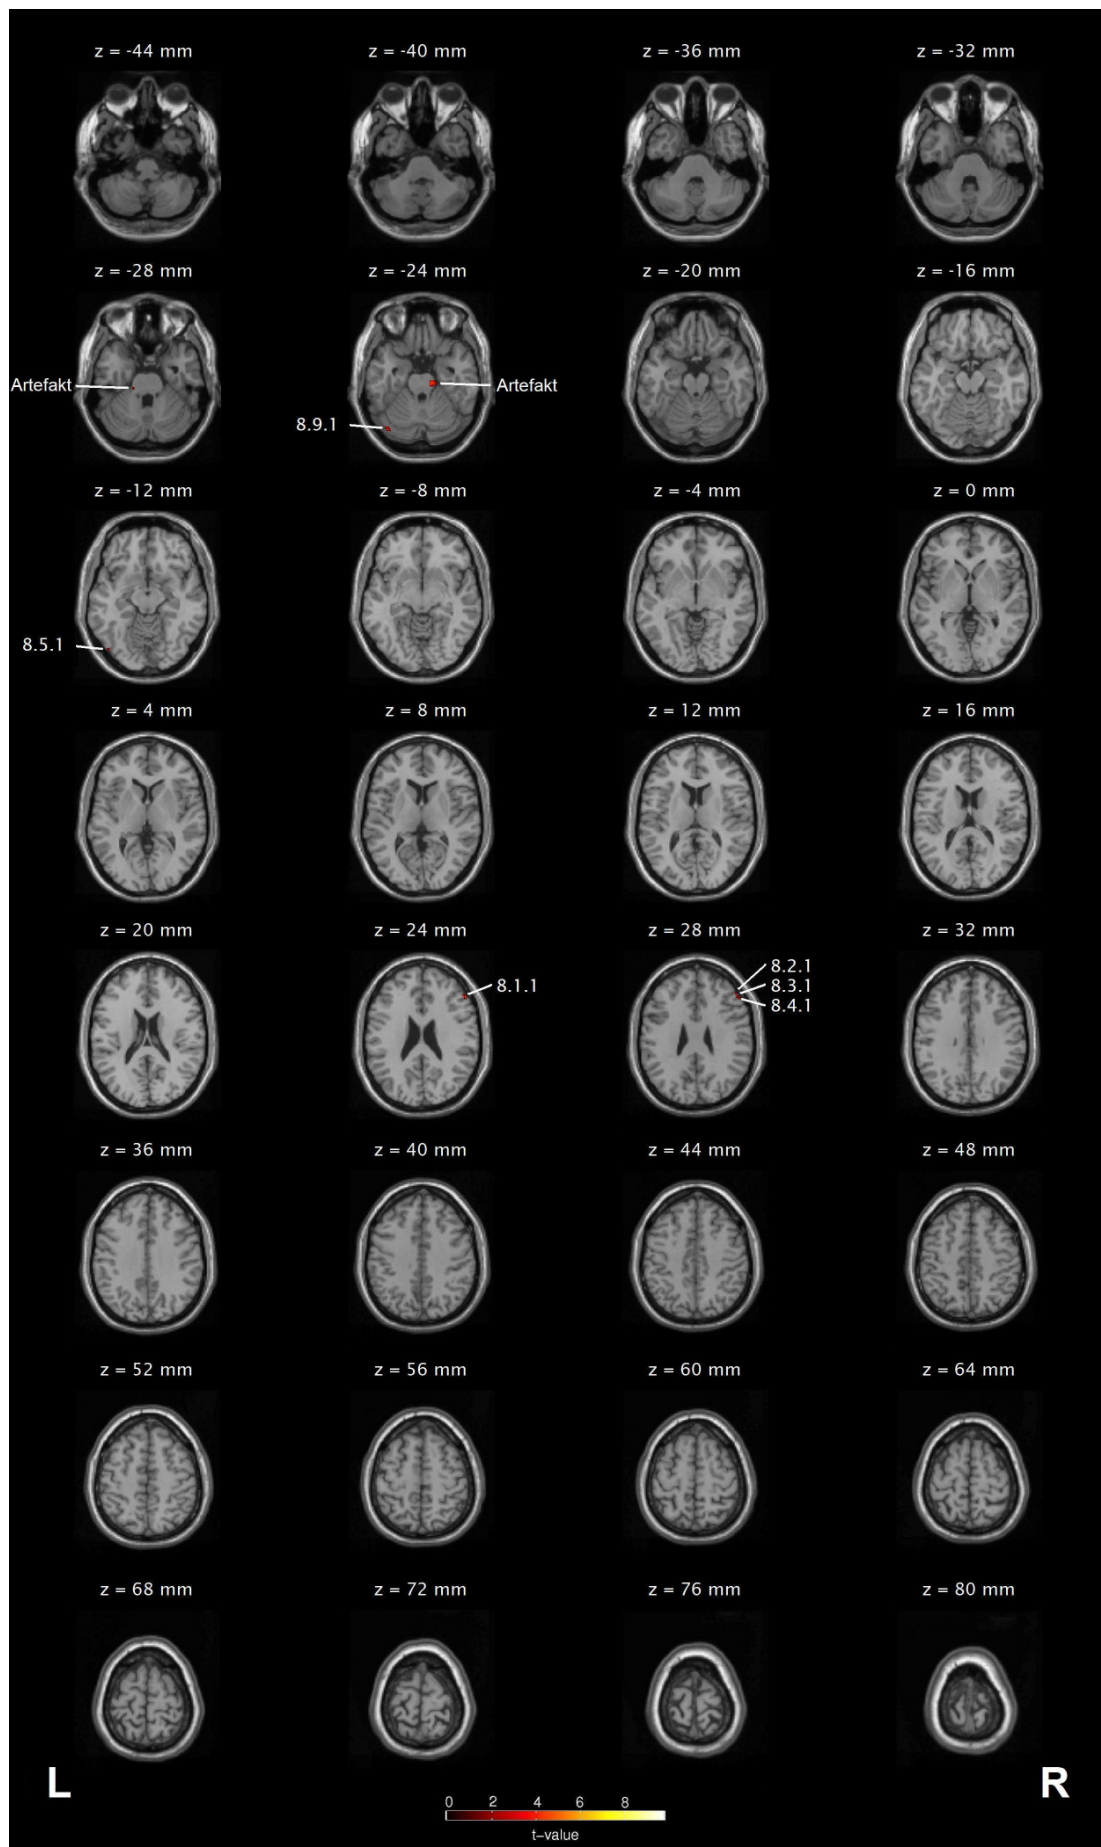 z = -44 mm
z = -40 mm
z = -36 mm
z = -32 mm
z = -28 mm
z = -24 mm
z = -20 mm
z = -16 mm
Artefakt
Artefakt
8.9.1
z = -12 mm
z = -8 mm
z = -4 mm
z = 0 mm
8.5.1
z = 4 mm
z = 8 mm
z = 12 mm
z = 16 mm
z = 20 mm
z = 24 mm
z = 28 mm
z = 32 mm
8.1.1
8.2.1
8.3.1
8.4.1
z = 36 mm
z = 40 mm
z = 44 mm
z = 48 mm
z = 52 mm
z = 56 mm
z = 60 mm
z = 64 mm
z = 68 mm
z = 72 mm
z = 76 mm
z = 80 mm
L
R
0 2 4 6 8
t-value